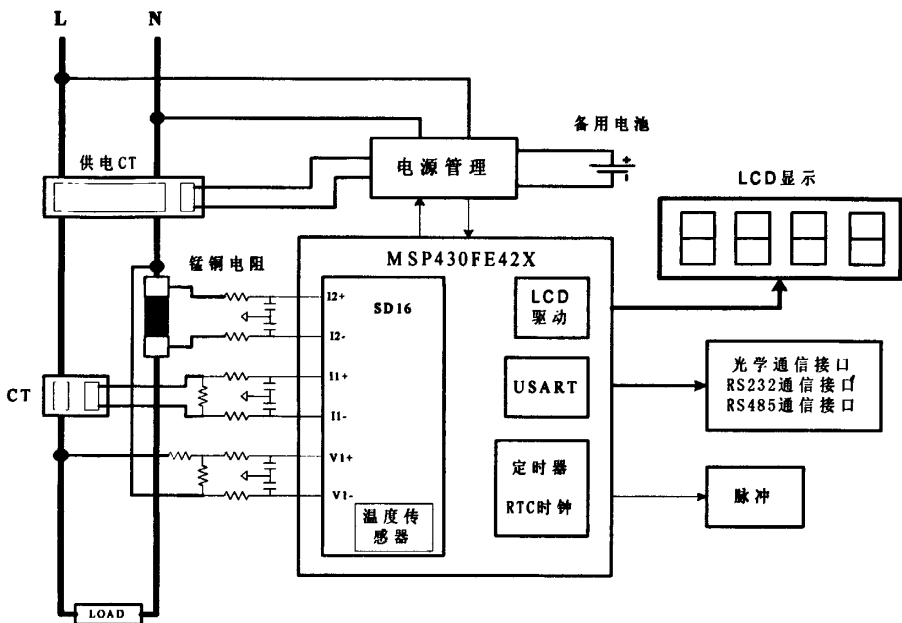 L
N
备用电池
供电CT
电源管理
+
LCD显示
锰铜电阻
MSP430FE42X
I2+
SD16
LCD
驱动
I2-
光学通信接口
RS232通信接口
RS485通信接口
CT
I1+
USART
I1-
V1+
定时器
RTC时钟
脉冲
V1-
温度传
感器
LOAD